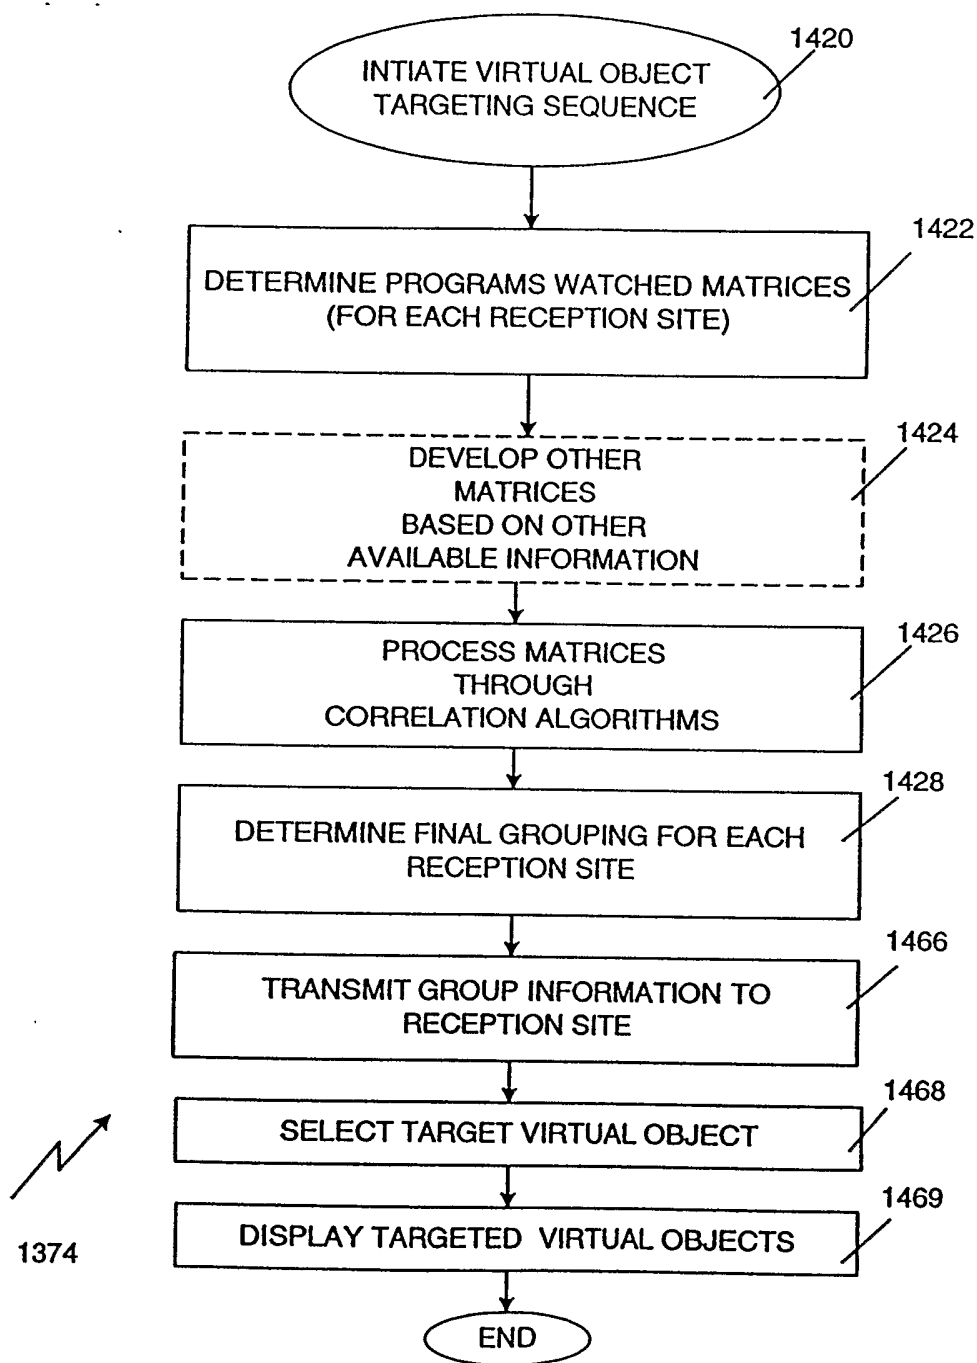 1420
INTIATE VIRTUAL OBJECT
TARGETING SEQUENCE
1422
DETERMINE PROGRAMS WATCHED MATRICES
(FOR EACH RECEPTION SITE)
1424
DEVELOP OTHER
MATRICES
BASED ON OTHER
AVAILABLE INFORMATION
1426
PROCESS MATRICES
THROUGH
CORRELATION ALGORITHMS
1428
DETERMINE FINAL GROUPING FOR EACH
RECEPTION SITE
1466
TRANSMIT GROUP INFORMATION TO
RECEPTION SITE
1468
SELECT TARGET VIRTUAL OBJECT
1469
DISPLAY TARGETED VIRTUAL OBJECTS
1374
END